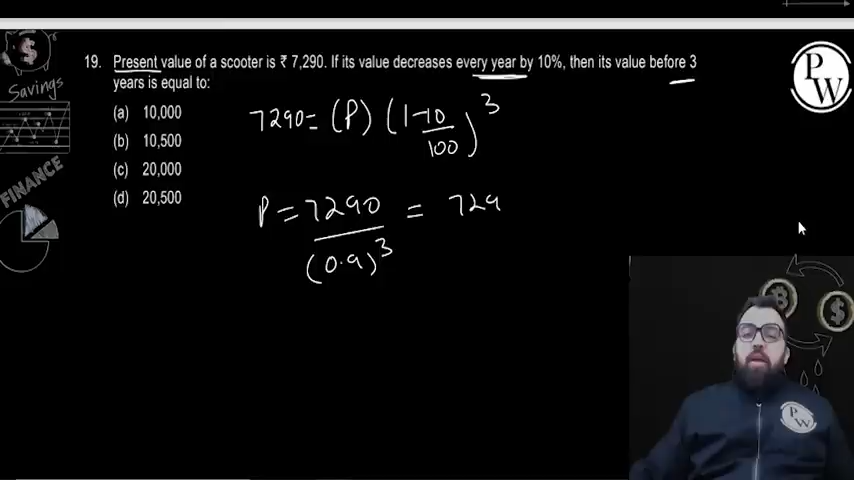 19. Present value of a scooter is ₹ 7,290. If its value decreases every year by 10%, then its value before 3
years is equal to:
(a) 10,000
(b) 10,500
(c) 20,000
(d) 20,500
7290 = (P) (1-10/100)^3
P = 7290/(0.9)^3 = 729
Savings
FINANCE
PW
PW